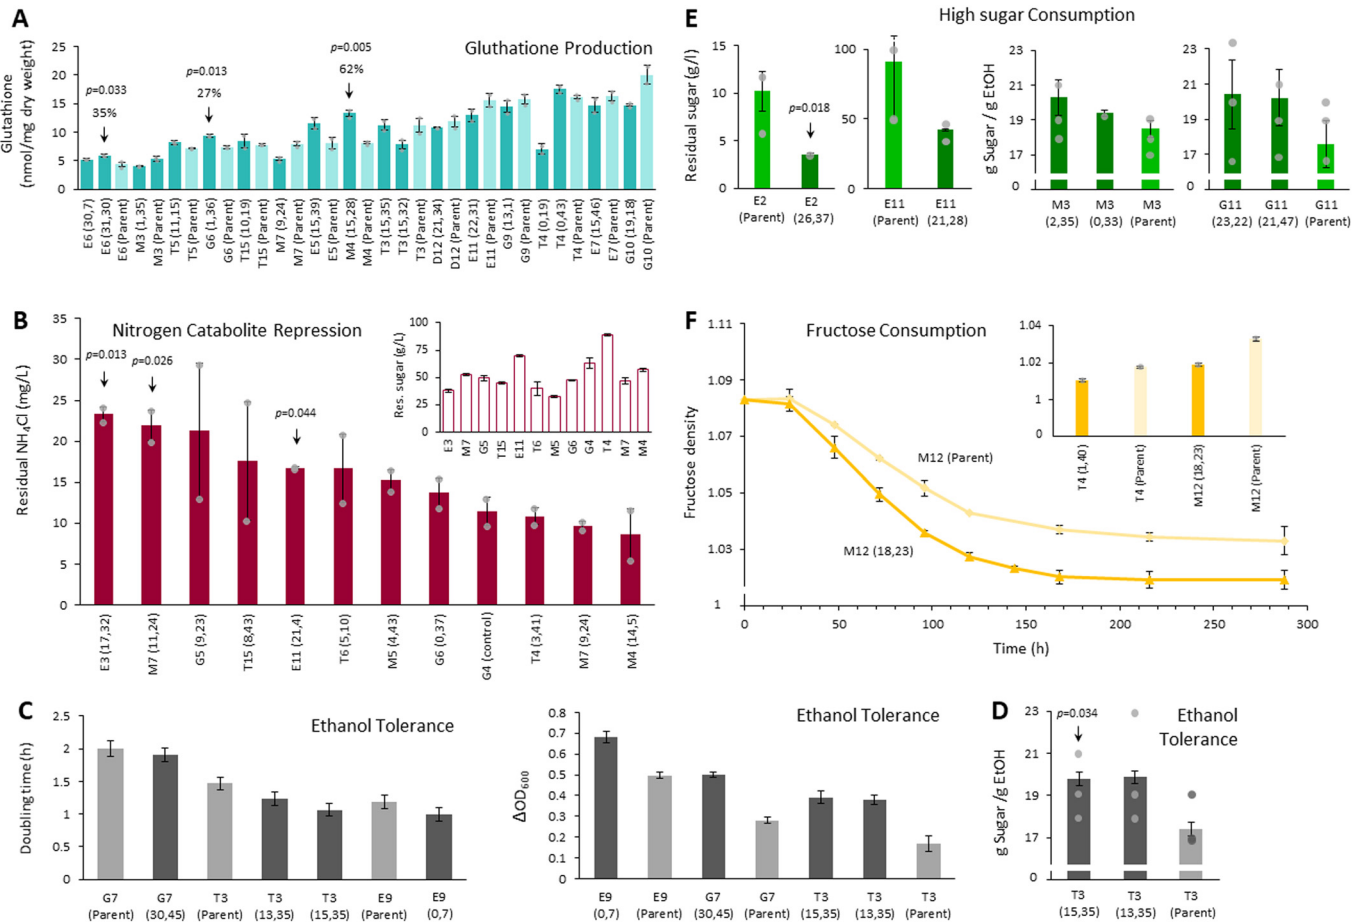 A
Gluthatione Production
Glutathione
(nmol/mg dry weight)
25
20
15
10
5
0
p=0.033
35%
p=0.013
27%
p=0.005
62%
E6 (30,7)
E6 (31,30)
E6 (Parent)
M3 (1,35)
M3 (Parent)
T5 (11,15)
T5 (Parent)
G6 (1,36)
G6 (Parent)
T15 (10,19)
T15 (Parent)
M7 (9,24)
M7 (Parent)
E5 (15,39)
E5 (Parent)
M4 (15,28)
M4 (Parent)
T3 (15,35)
T3 (15,32)
T3 (Parent)
D12 (21,34)
D12 (Parent)
E11 (22,31)
E11 (Parent)
G9 (13,1)
G9 (Parent)
T4 (0,19)
T4 (0,43)
T4 (Parent)
E7 (15,46)
E7 (Parent)
G10 (19,18)
G10 (Parent)
E
High sugar Consumption
Residual sugar (g/l)
15
10
5
0
p=0.018
E2
(Parent)
E2
(26,37)
100
50
0
E11
(Parent)
E11
(21,28)
g Sugar / g EtOH
23
21
19
17
0
M3
(2,35)
M3
(0,33)
M3
(Parent)
23
21
19
17
0
G11
(23,22)
G11
(21,47)
G11
(Parent)
B
Nitrogen Catabolite Repression
Residual NH4Cl (mg/L)
35
30
25
20
15
10
5
0
p=0.013
p=0.026
p=0.044
E3 (17,32)
M7 (11,24)
G5 (9,23)
T15 (8,43)
E11 (21,4)
T6 (5,10)
M5 (4,43)
G6 (0,37)
G4 (control)
T4 (3,41)
M7 (9,24)
M4 (14,5)
Res. sugar (g/L)
100
75
50
25
0
E3
M7
G5
T15
E11
T6
M5
G6
G4
T4
M7
M4
F
Fructose Consumption
Fructose density
1.11
1.09
1.07
1.05
1.03
1
M12 (Parent)
M12 (18,23)
0
50
100
150
200
250
300
Time (h)
1.04
1.02
1
0
T4 (1,40)
T4 (Parent)
M12 (18,23)
M12 (Parent)
C
Ethanol Tolerance
Doubling time (h)
2.5
2
1.5
1
0.5
0
G7
(Parent)
G7
(30,45)
T3
(Parent)
T3
(13,35)
T3
(15,35)
E9
(Parent)
E9
(0,7)
Ethanol Tolerance
ΔOD600
0.8
0.7
0.6
0.5
0.4
0.3
0.2
0.1
0
E9
(0,7)
E9
(Parent)
G7
(30,45)
G7
(Parent)
T3
(15,35)
T3
(13,35)
T3
(Parent)
D
Ethanol
Tolerance
g Sugar /g EtOH
23
21
19
17
0
p=0.034
T3
(15,35)
T3
(13,35)
T3
(Parent)